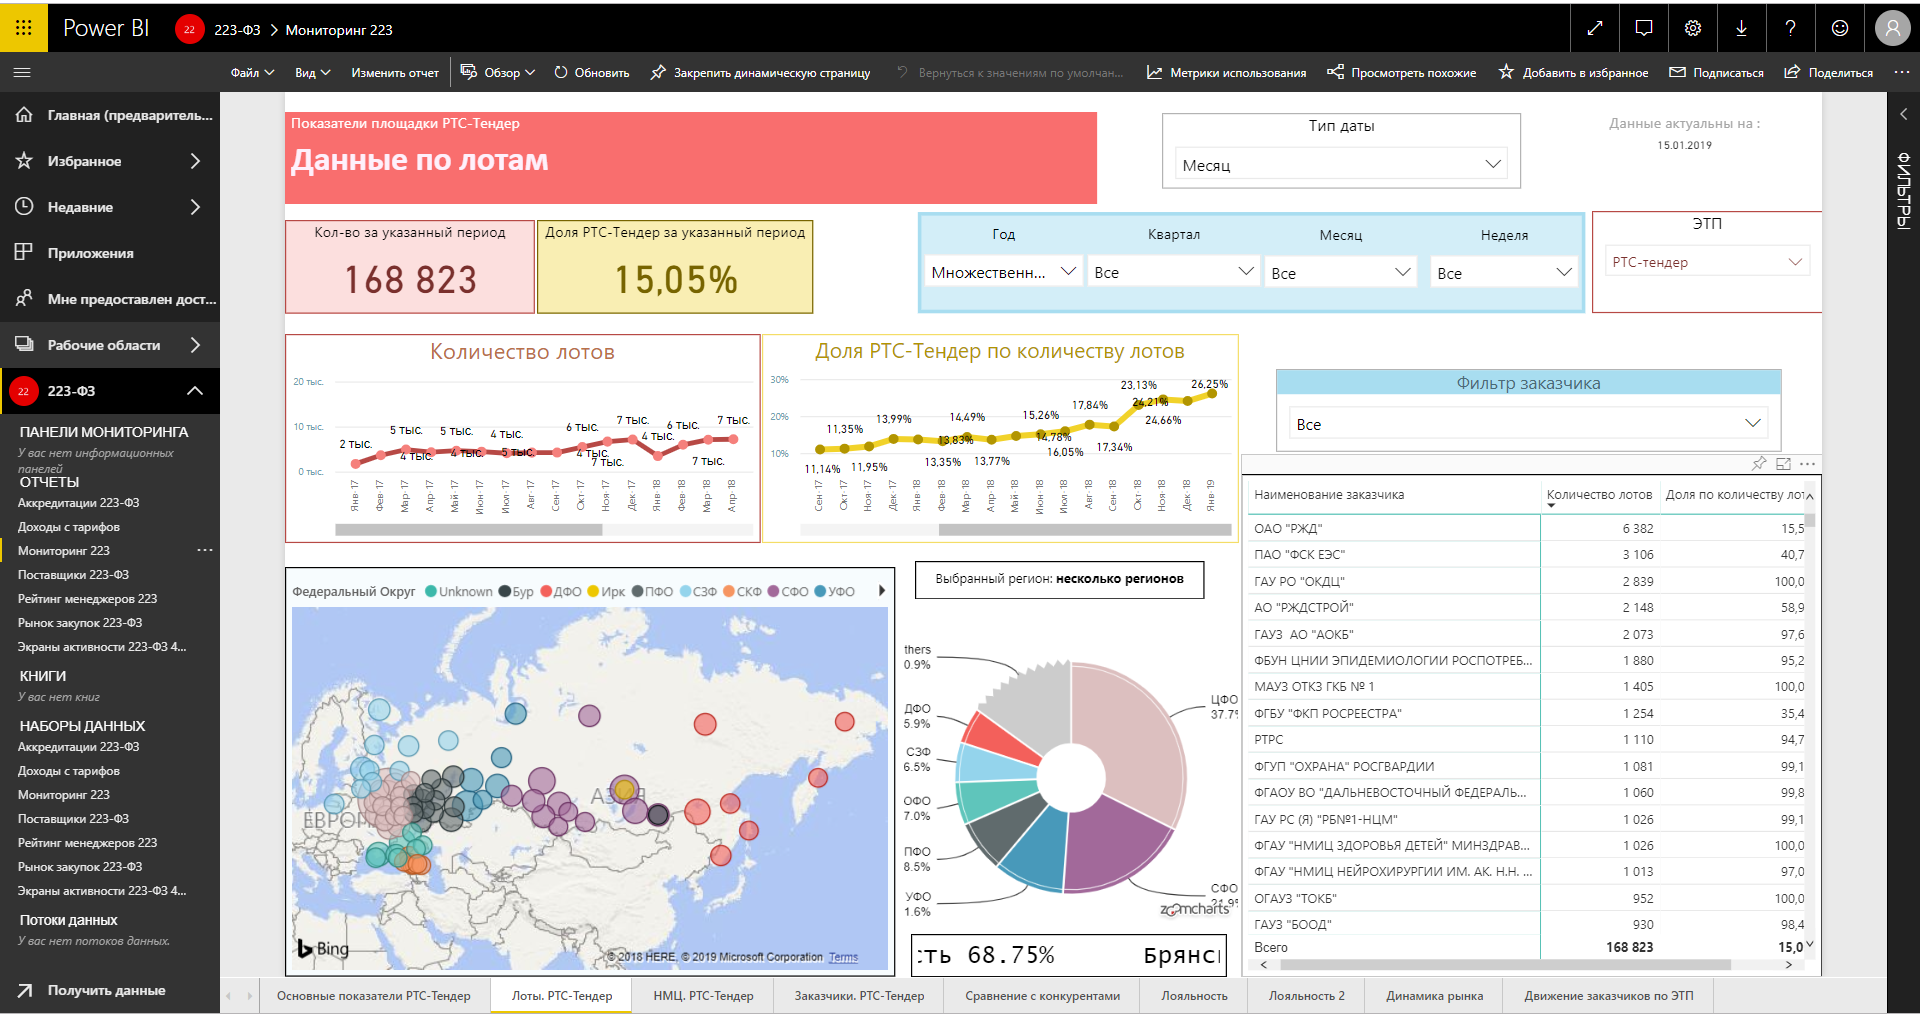 Power BI
22
223-ФЗ > Мониторинг 223
Файл
Вид
Изменить отчет
Обзор
Обновить
Закрепить динамическую страницу
Вернуться к значениям по умолчан...
Метрики использования
Просмотреть похожие
Добавить в избранное
Подписаться
Поделиться
Главная (предваритель...
Избранное
Недавние
Приложения
Мне предоставлен дост...
Рабочие области
22
223-ФЗ
ПАНЕЛИ МОНИТОРИНГА
У вас нет информационных
панелей
ОТЧЕТЫ
Аккредитации 223-ФЗ
Доходы с тарифов
Мониторинг 223
Поставщики 223-ФЗ
Рейтинг менеджеров 223
Рынок закупок 223-ФЗ
Экраны активности 223-ФЗ 4...
КНИГИ
У вас нет книг
НАБОРЫ ДАННЫХ
Аккредитации 223-ФЗ
Доходы с тарифов
Мониторинг 223
Поставщики 223-ФЗ
Рейтинг менеджеров 223
Рынок закупок 223-ФЗ
Экраны активности 223-ФЗ 4...
Потоки данных
У вас нет потоков данных.
Получить данные
Показатели площадки РТС-Тендер
Данные по лотам
Тип даты
Месяц
Данные актуальны на :
15.01.2019
ФИЛЬТРЫ
Кол-во за указанный период
168 823
Доля РТС-Тендер за указанный период
15,05%
Год
Множественн...
Квартал
Все
Месяц
Все
Неделя
Все
ЭТП
РТС-тендер
Количество лотов
20 тыс.
10 тыс.
0 тыс.
2 тыс.
5 тыс.
4 тыс.
5 тыс.
4 тыс.
4 тыс.
5 тыс.
6 тыс.
4 тыс.
7 тыс.
7 тыс.
4 тыс.
6 тыс.
7 тыс.
7 тыс.
Янв-17
Фев-17
Мар-17
Апр-17
Май-17
Июн-17
Июл-17
Авг-17
Сен-17
Окт-17
Ноя-17
Дек-17
Янв-18
Фев-18
Мар-18
Апр-18
Доля РТС-Тендер по количеству лотов
30%
20%
10%
11,14%
11,35%
11,95%
13,99%
13,35%
13,83%
14,49%
13,77%
15,26%
14,78%
16,05%
17,84%
17,34%
23,13%
24,21%
24,66%
26,25%
Сен-17
Окт-17
Ноя-17
Дек-17
Янв-18
Фев-18
Мар-18
Апр-18
Май-18
Июн-18
Июл-18
Авг-18
Сен-18
Окт-18
Ноя-18
Дек-18
Янв-19
Фильтр заказчика
Все
Наименование заказчика
Количество лотов
Доля по количеству лот
ОАО "РЖД" 6 382 15,5
ПАО "ФСК ЕЭС" 3 106 40,7
ГАУ РО "ОКДЦ" 2 839 100,0
АО "РЖДСТРОЙ" 2 148 58,9
ГАУЗ АО "АОКБ" 2 073 97,6
ФБУН ЦНИИ ЭПИДЕМИОЛОГИИ РОСПОТРЕБ... 1 880 95,2
МАУЗ ОТКЗ ГКБ № 1 1 405 100,0
ФГБУ "ФКП РОСРЕЕСТРА" 1 254 35,4
РТРС 1 110 94,7
ФГУП "ОХРАНА" РОСГВАРДИИ 1 081 99,1
ФГАОУ ВО "ДАЛЬНЕВОСТОЧНЫЙ ФЕДЕРАЛЬ... 1 060 99,8
ГАУ РС (Я) "РБ№1-НЦМ" 1 026 99,1
ФГАУ "НМИЦ ЗДОРОВЬЯ ДЕТЕЙ" МИНЗДРАВ... 1 026 100,0
ФГАУ "НМИЦ НЕЙРОХИРУРГИИ ИМ. АК. Н.Н. ... 1 013 97,0
ОГАУЗ "ТОКБ" 952 100,0
ГАУЗ "БООД" 930 98,4
Всего 168 823 15,0
Федеральный Округ Unknown Бур ДФО Ирк ПФО СЗФ СКФ СФО УФО
ЕВРОП
АЗИЯ
Bing
© 2018 HERE, © 2019 Microsoft Corporation Terms
Выбранный регион: несколько регионов
thers
0.9%
ДФО
5.9%
СЗФ
6.5%
ОФО
7.0%
ПФО
8.5%
УФО
1.6%
ЦФО
37.7%
СФО
21.9%
zoomcharts
сть 68.75% Брянс
Основные показатели РТС-Тендер
Лоты. РТС-Тендер
НМЦ. РТС-Тендер
Заказчики. РТС-Тендер
Сравнение с конкурентами
Лояльность
Лояльность 2
Динамика рынка
Движение заказчиков по ЭТП